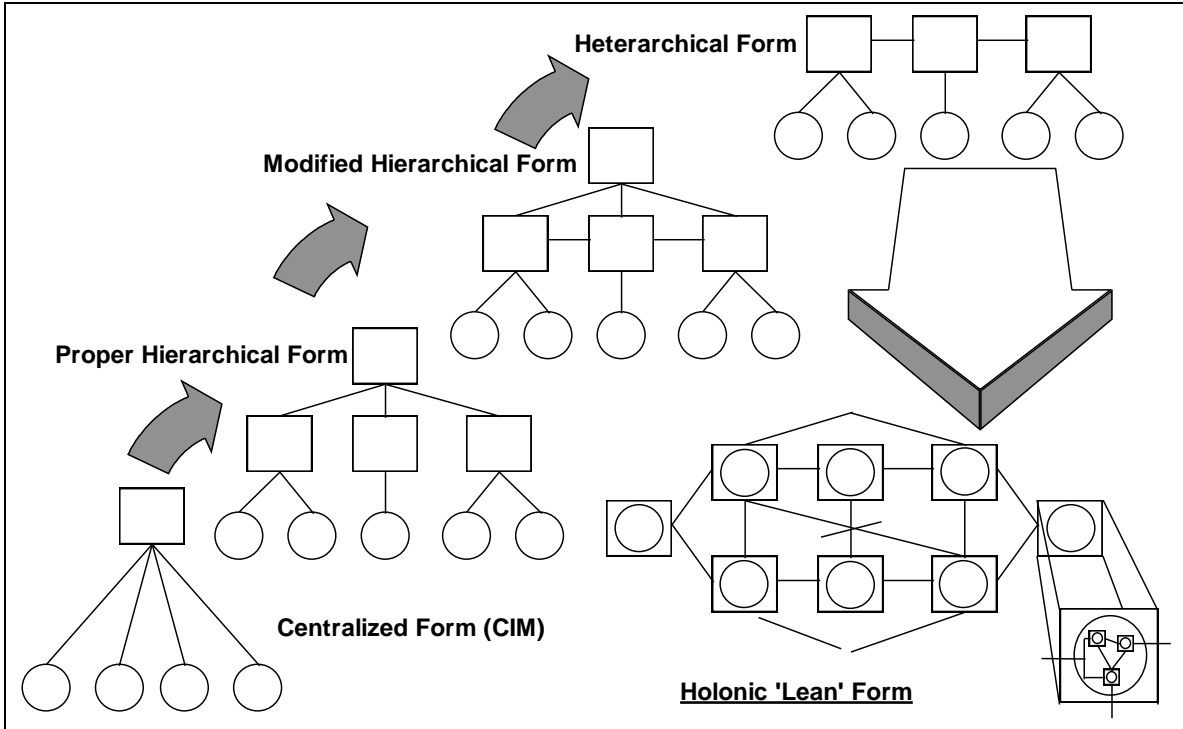 Heterarchical Form
Modified Hierarchical Form
Proper Hierarchical Form
Centralized Form (CIM)
Holonic 'Lean' Form